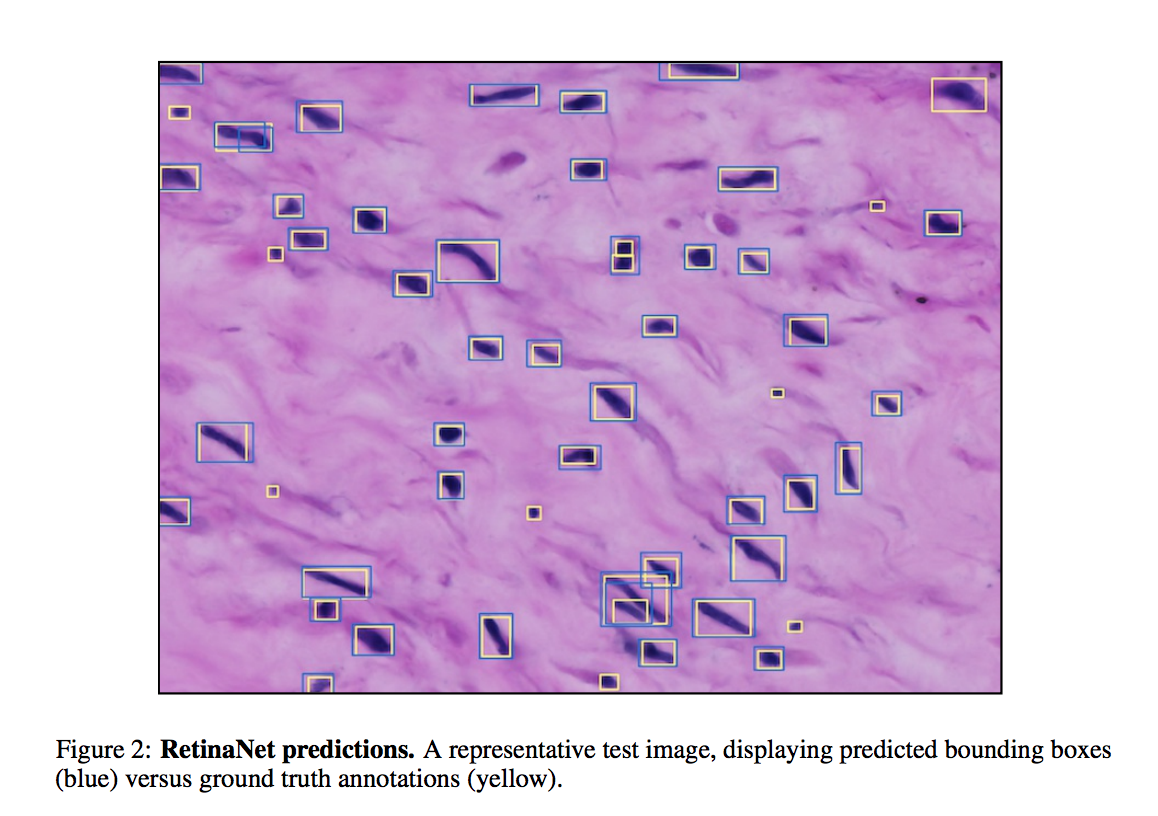 Figure 2: RetinaNet predictions. A representative test image, displaying predicted bounding boxes
(blue) versus ground truth annotations (yellow).